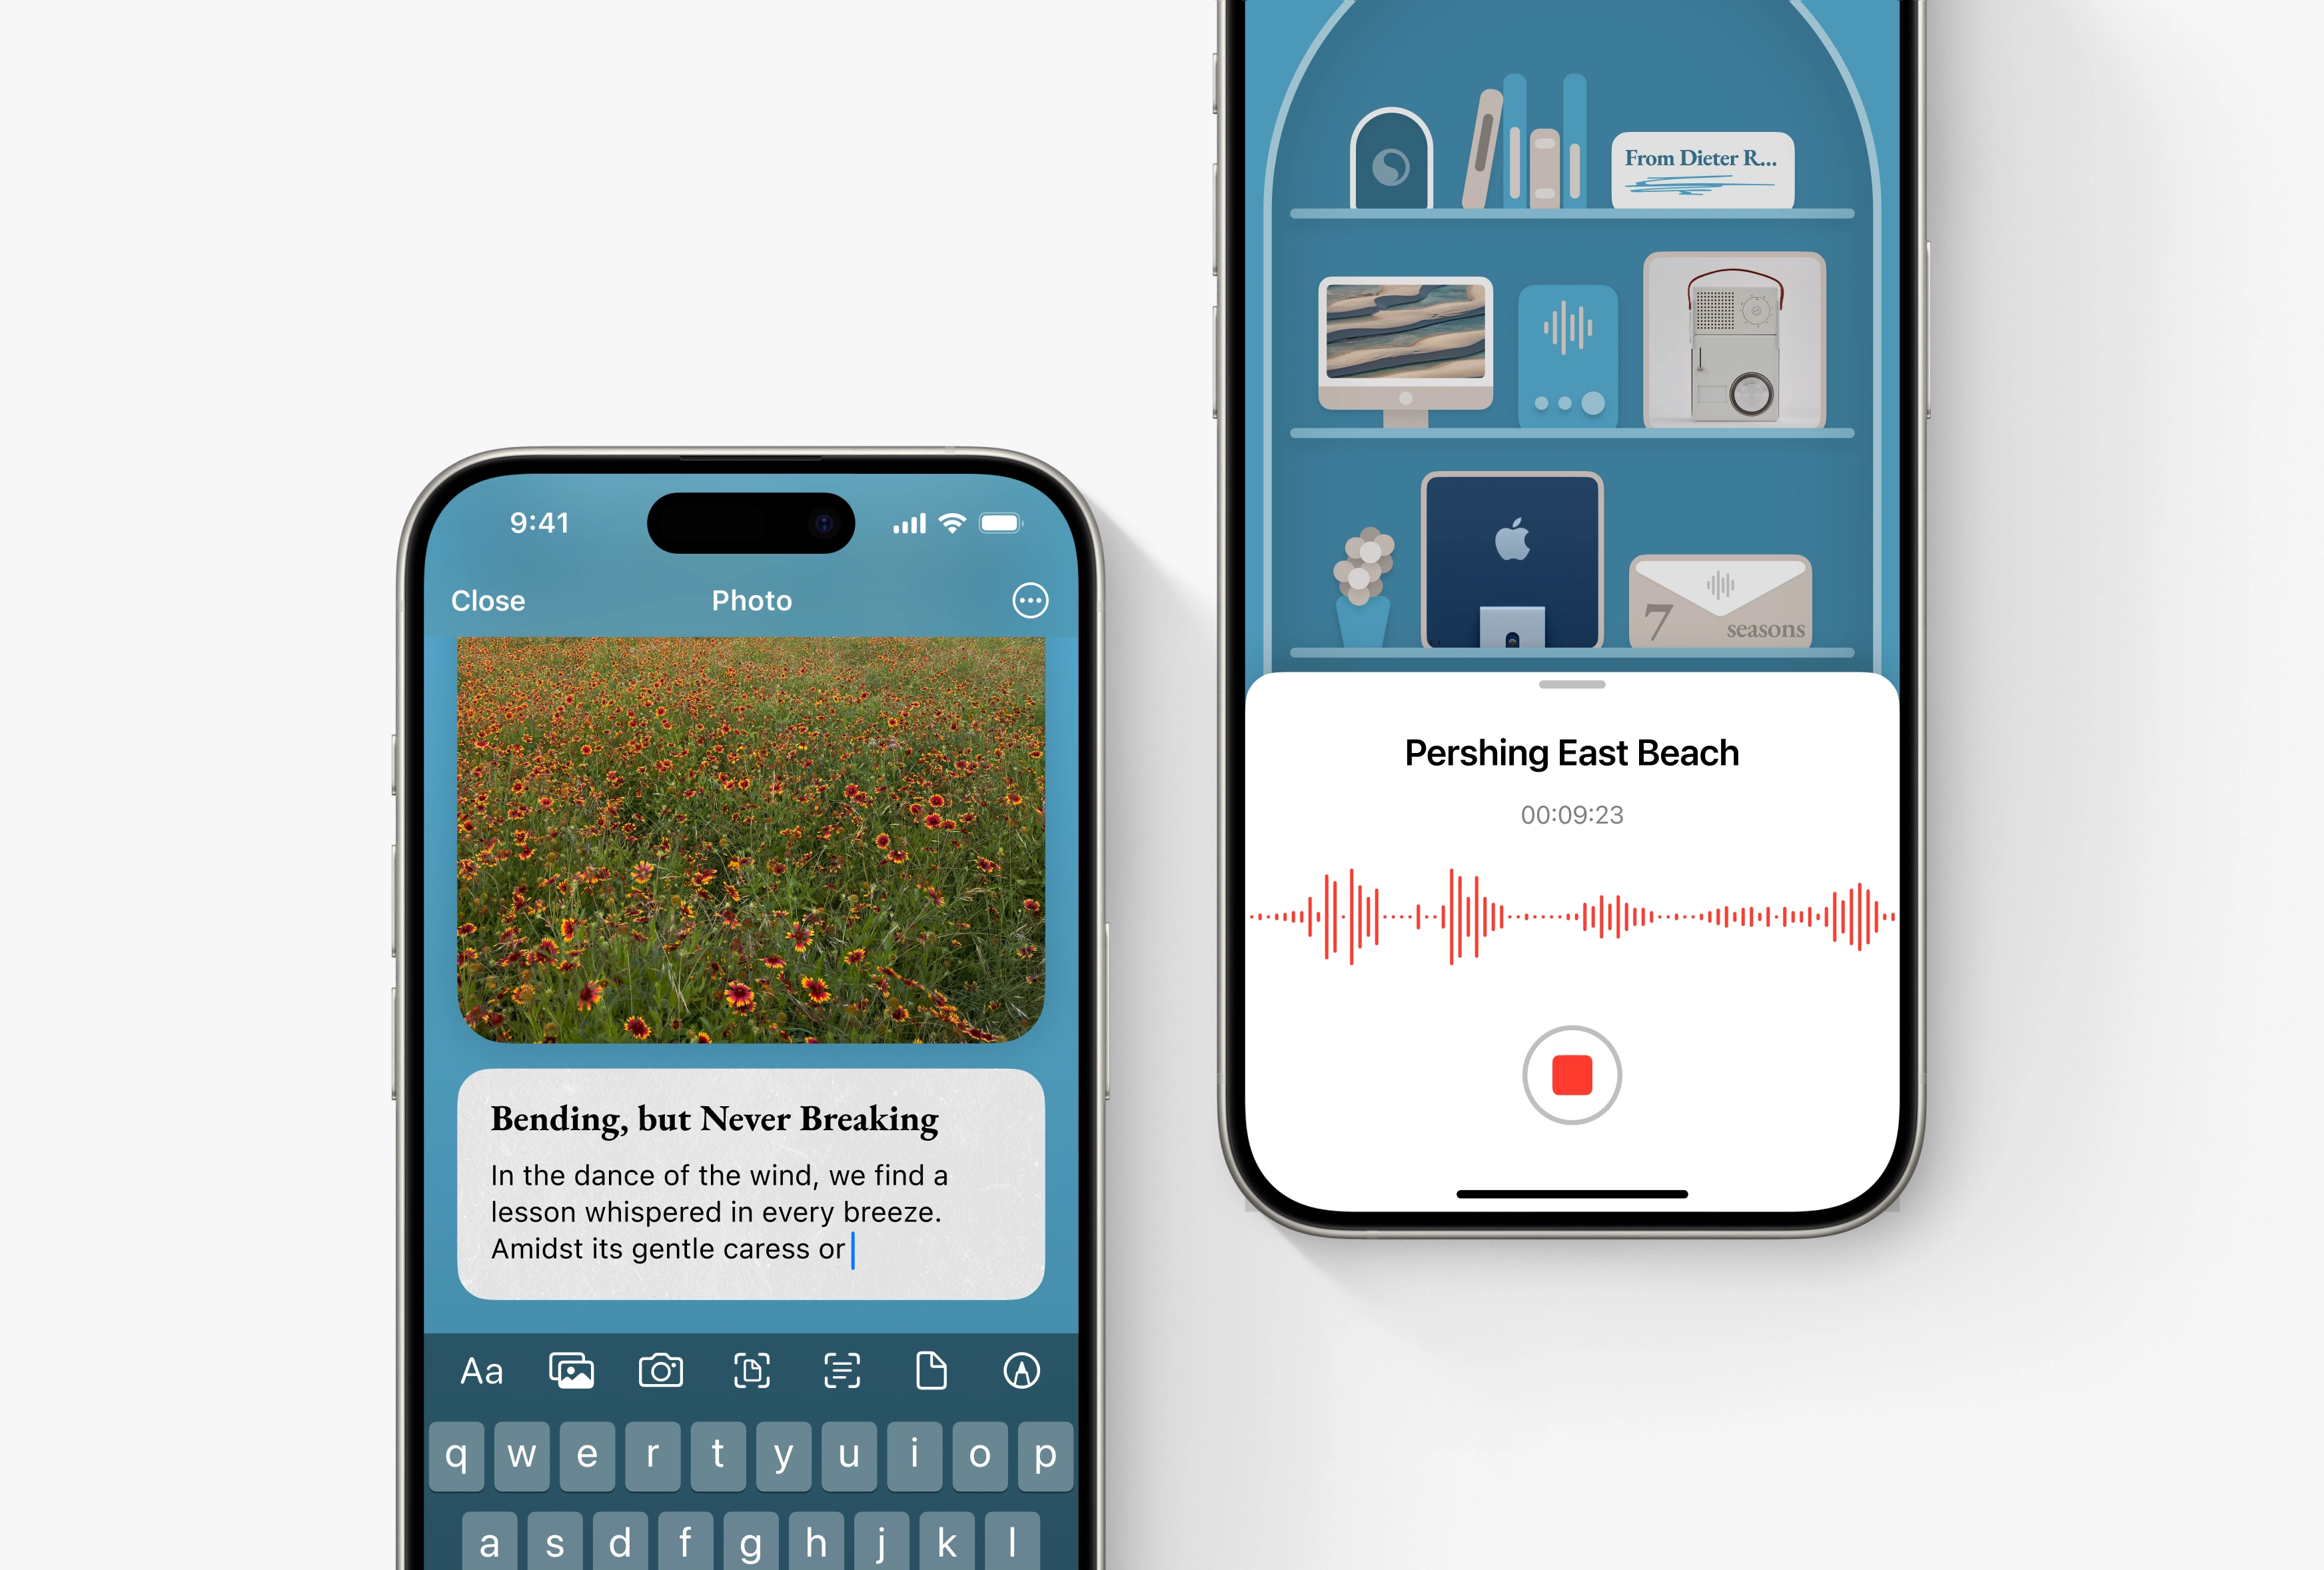 From Dieter R...
7
seasons
Pershing East Beach
00:09:23
9:41
Close
Photo
Bending, but Never Breaking
In the dance of the wind, we find a
lesson whispered in every breeze.
Amidst its gentle caress or
Aa
q w e r t y u i o p
a s d f g h j k l